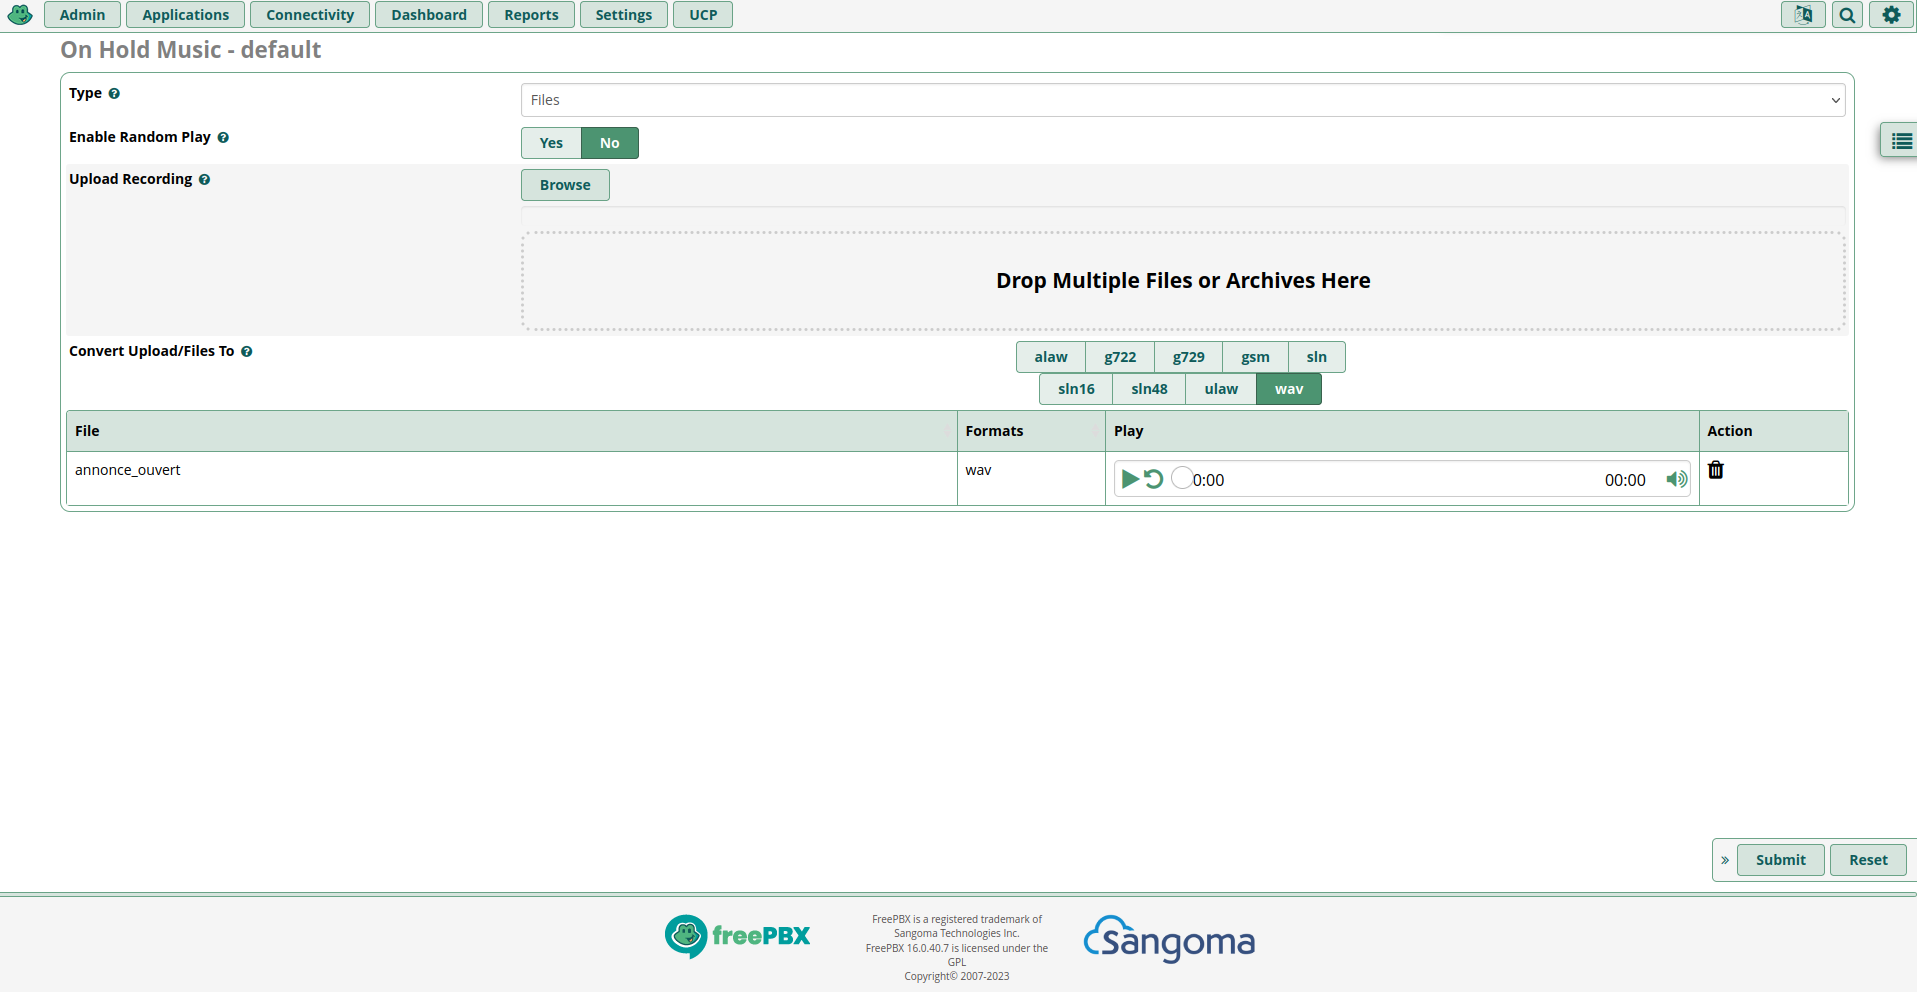 Admin Applications Connectivity Dashboard Reports Settings UCP
On Hold Music - default
Type
Files
Enable Random Play
Yes No
Upload Recording
Browse
Drop Multiple Files or Archives Here
Convert Upload/Files To
alaw g722 g729 gsm sln
sln16 sln48 ulaw wav
File Formats Play Action
annonce_ouvert wav 0:00 00:00
» Submit Reset
freePBX
FreePBX is a registered trademark of
Sangoma Technologies Inc.
FreePBX 16.0.40.7 is licensed under the
GPL
Copyright© 2007-2023
Sangoma